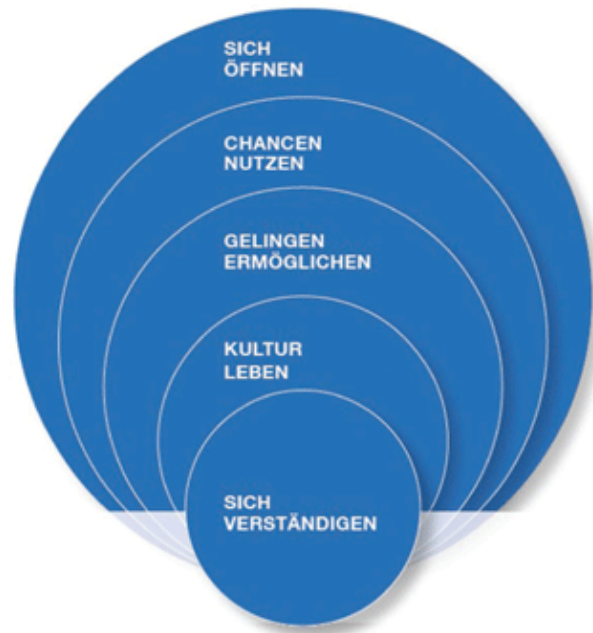 SICH
ÖFFNEN
CHANCEN
NUTZEN
GELINGEN
ERMÖGLICHEN
KULTUR
LEBEN
SICH
VERSTÄNDIGEN